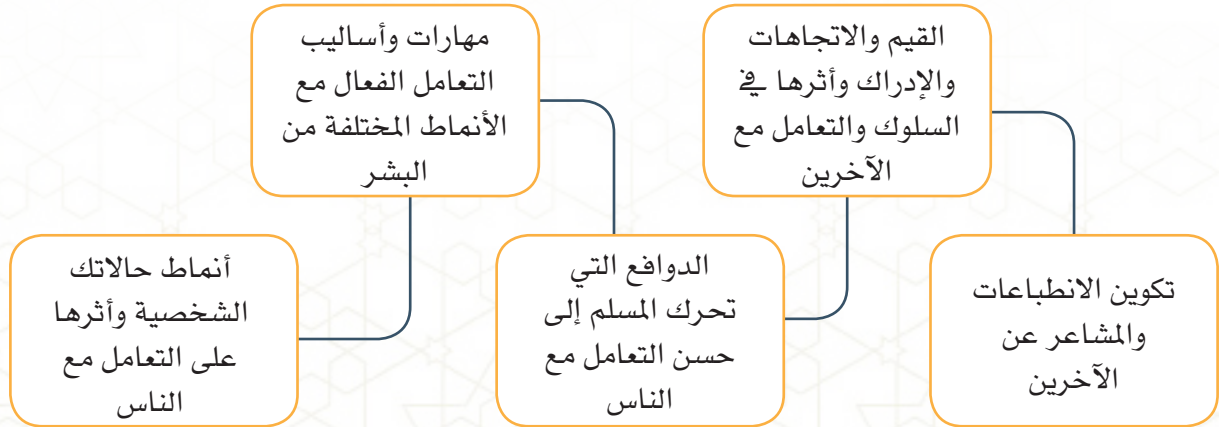 القيم والاتجاهات
والإدراك وأثرها في
السلوك والتعامل مع
الآخرين
مهارات وأساليب
التعامل الفعال مع
الأنماط المختلفة من
البشر
تكوين الانطباعات
والمشاعر عن
الآخرين
الدوافع التي
تحرك المسلم إلى
حسن التعامل مع
الناس
أنماط حالاتك
الشخصية وأثرها
على التعامل مع
الناس